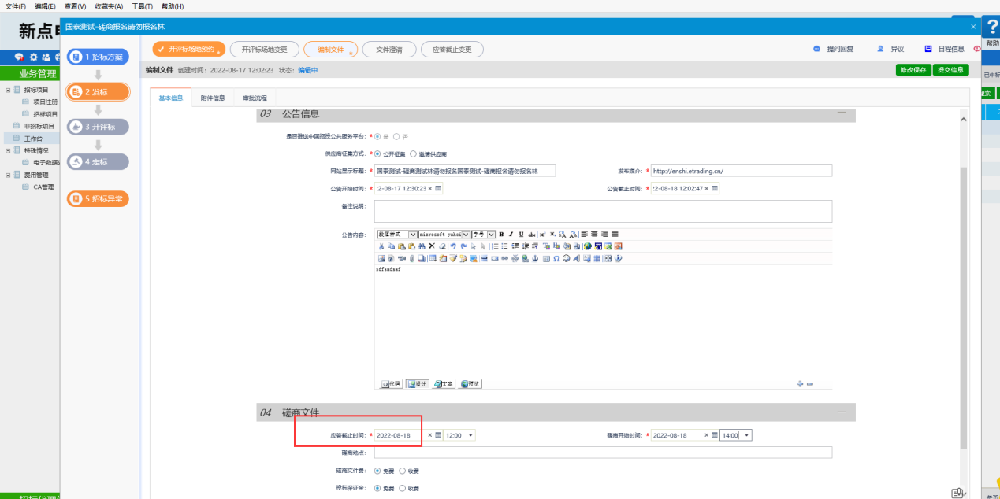 文件(F) 编辑(E) 查看(V) 收藏夹(A) 工具(T) 帮助(H)
新点
国泰测试-磋商报名请勿报名林
×
?
帮助
业务管理
招标项目
项目注册
招标项目
非招标项目
工作台
特殊情况
电子数据
费用管理
CA管理
1 招标方案
2 发标
3 开评标
4 定标
5 招标异常
开评标场地预约 开评标场地变更 编制文件 文件澄清 应答截止变更
提问回复 异议 日程信息
编制文件 创建时间: 2022-08-17 12:02:23 状态: 编辑中
修改保存 提交信息
基本信息 附件信息 审批流程
03 公告信息
是否推送中国招投公共服务平台: * 是 否
供应商征集方式: * 公开征集 邀请供应商
网站显示标题: * 国泰测试-磋商测试林请勿报名国泰测试-磋商报名请勿报名林
发布媒介: * http://enshi.etrading.cn/
公告开始时间: * !2-08-17 12:30:23 ×
公告截止时间: * !2-08-18 12:02:47 ×
备注说明:
公告内容:
段落样式 microsoft yahei 字号 B I U abc
sdfsadsaf
代码 设计 文本 预览
04 磋商文件
应答截止时间: * 2022-08-18 × 12:00
磋商开始时间: * 2022-08-18 × 14:00
磋商地点:
磋商文件费: 免费 收费
投标保证金: 免费 收费